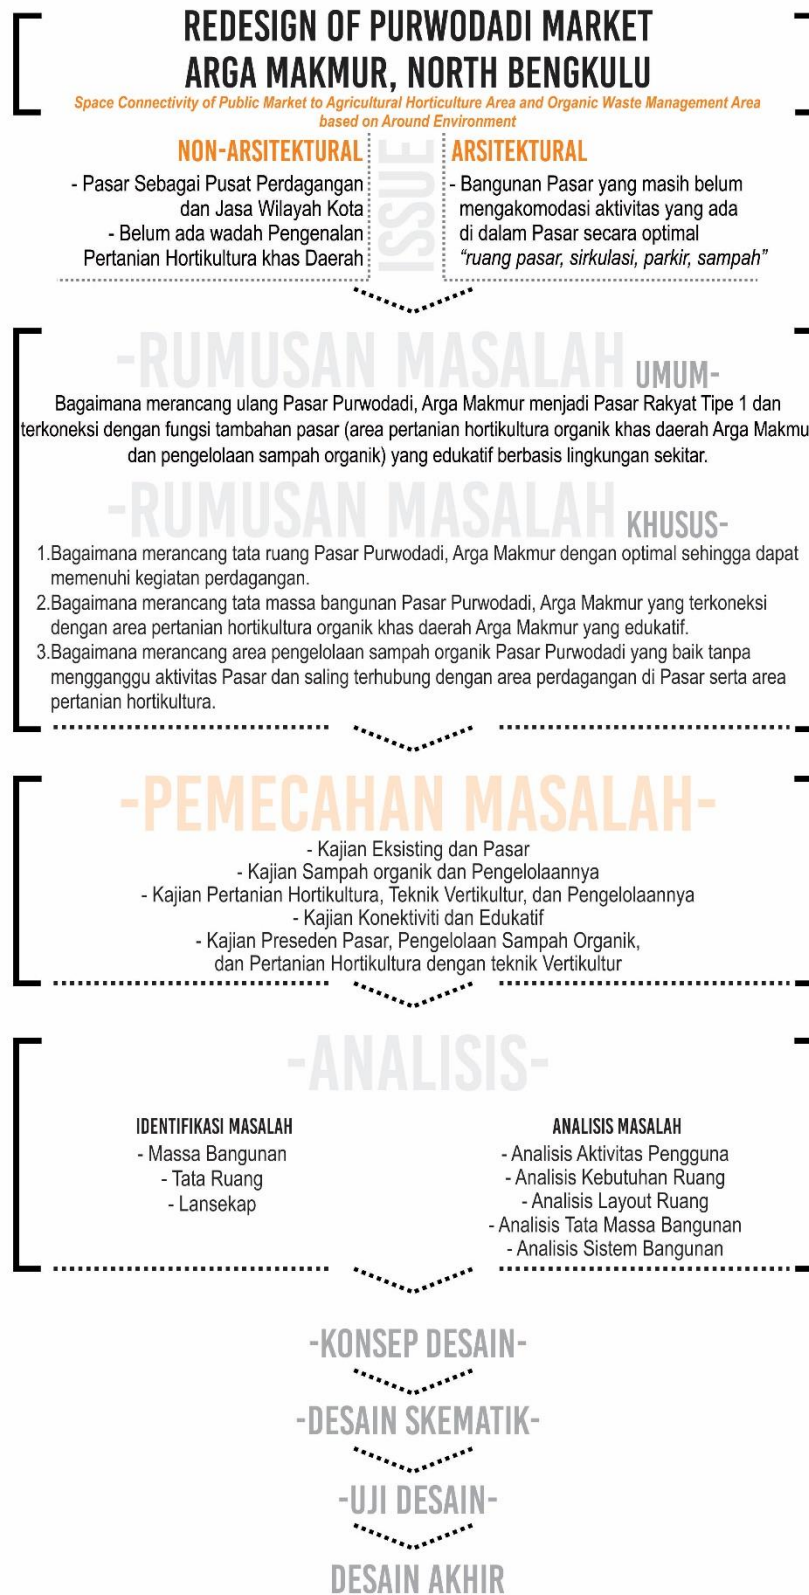 REDESIGN OF PURWODADI MARKET
ARGA MAKMUR, NORTH BENGKULU
Space Connectivity of Public Market to Agricultural Horticulture Area and Organic Waste Management Area
based on Around Environment
ISSUE
NON-ARSITEKTURAL
- Pasar Sebagai Pusat Perdagangan
dan Jasa Wilayah Kota
- Belum ada wadah Pengenalan
Pertanian Hortikultura khas Daerah
ARSITEKTURAL
- Bangunan Pasar yang masih belum
mengakomodasi aktivitas yang ada
di dalam Pasar secara optimal
“ruang pasar, sirkulasi, parkir, sampah”
-RUMUSAN MASALAH UMUM-
Bagaimana merancang ulang Pasar Purwodadi, Arga Makmur menjadi Pasar Rakyat Tipe 1 dan
terkoneksi dengan fungsi tambahan pasar (area pertanian hortikultura organik khas daerah Arga Makmu
dan pengelolaan sampah organik) yang edukatif berbasis lingkungan sekitar.
-RUMUSAN MASALAH KHUSUS-
1.Bagaimana merancang tata ruang Pasar Purwodadi, Arga Makmur dengan optimal sehingga dapat
memenuhi kegiatan perdagangan.
2.Bagaimana merancang tata massa bangunan Pasar Purwodadi, Arga Makmur yang terkoneksi
dengan area pertanian hortikultura organik khas daerah Arga Makmur yang edukatif.
3.Bagaimana merancang area pengelolaan sampah organik Pasar Purwodadi yang baik tanpa
mengganggu aktivitas Pasar dan saling terhubung dengan area perdagangan di Pasar serta area
pertanian hortikultura.
-PEMECAHAN MASALAH-
- Kajian Eksisting dan Pasar
- Kajian Sampah organik dan Pengelolaannya
- Kajian Pertanian Hortikultura, Teknik Vertikultur, dan Pengelolaannya
- Kajian Konektiviti dan Edukatif
- Kajian Preseden Pasar, Pengelolaan Sampah Organik,
dan Pertanian Hortikultura dengan teknik Vertikultur
-ANALISIS-
IDENTIFIKASI MASALAH
- Massa Bangunan
- Tata Ruang
- Lansekap
ANALISIS MASALAH
- Analisis Aktivitas Pengguna
- Analisis Kebutuhan Ruang
- Analisis Layout Ruang
- Analisis Tata Massa Bangunan
- Analisis Sistem Bangunan
-KONSEP DESAIN-
-DESAIN SKEMATIK-
-UJI DESAIN-
DESAIN AKHIR